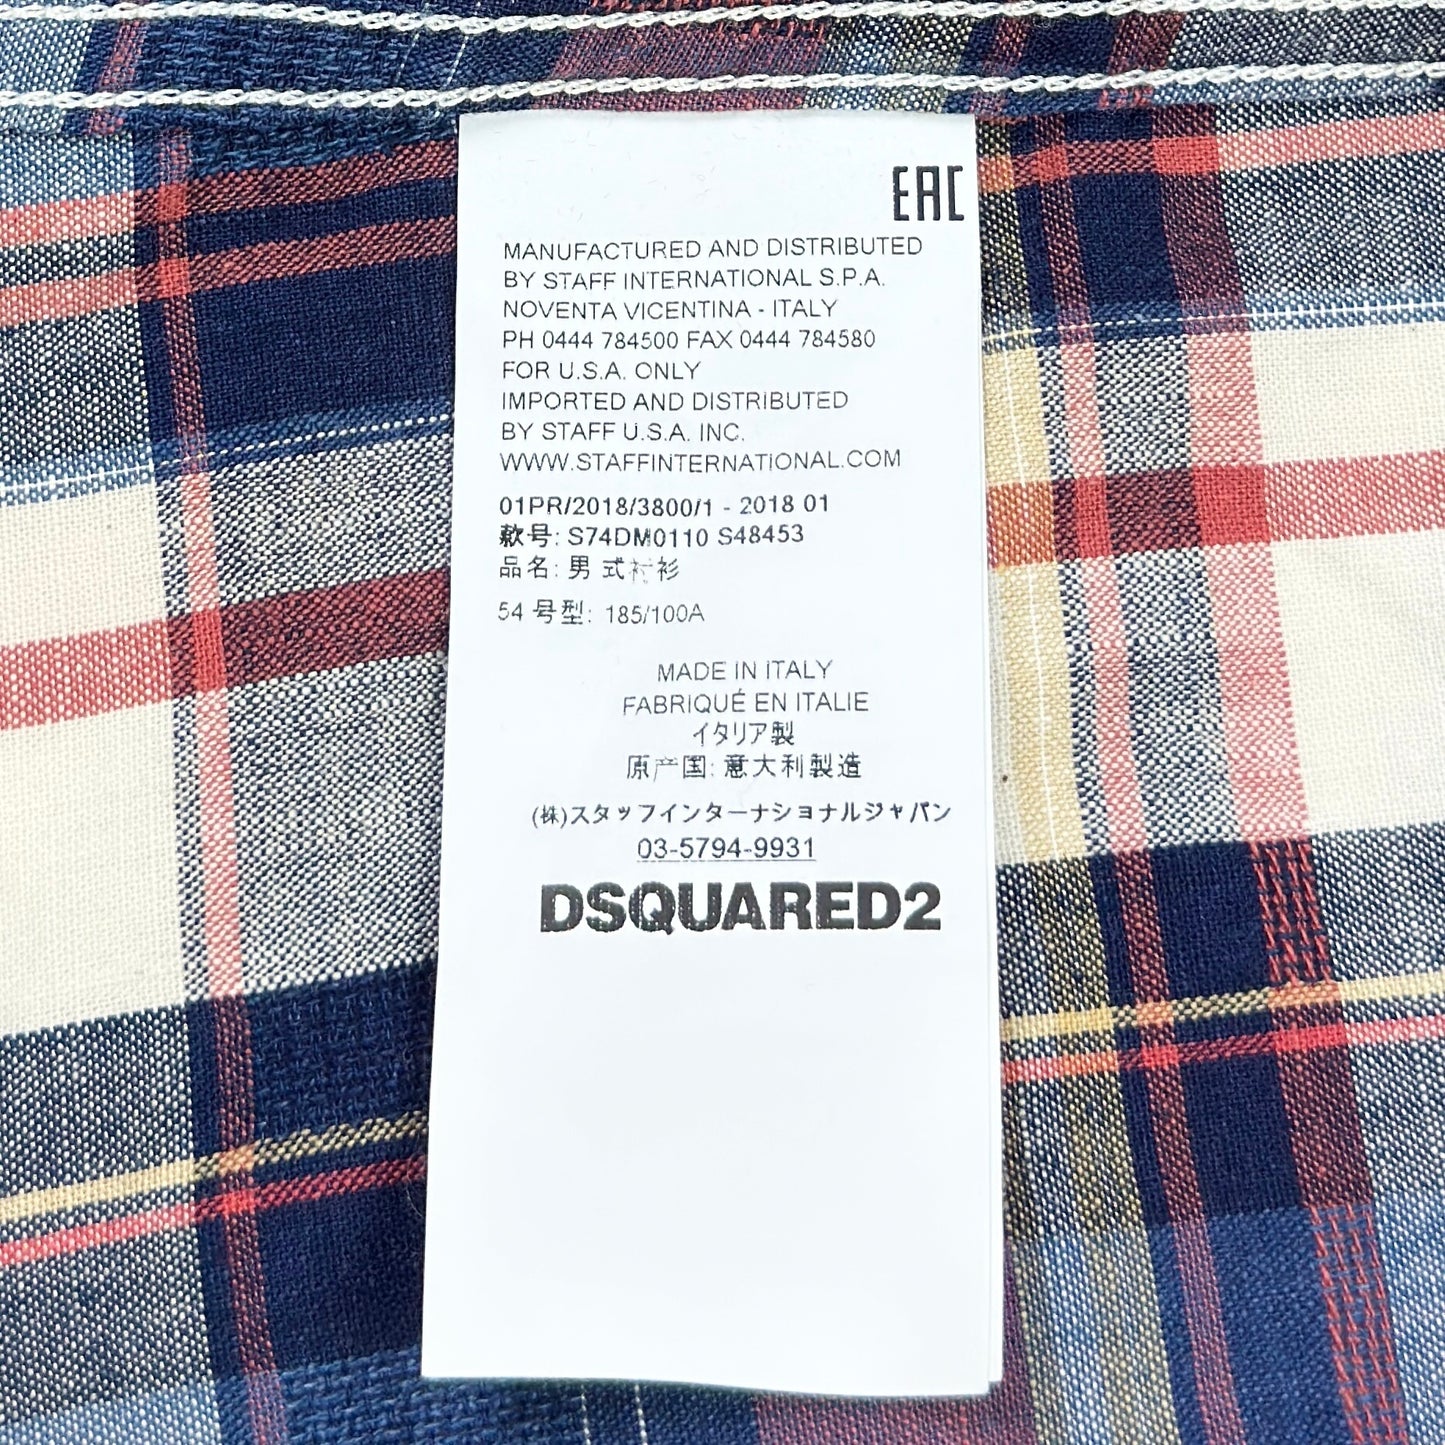 EAC
MANUFACTURED AND DISTRIBUTED
BY STAFF INTERNATIONAL S.P.A.
NOVENTA VICENTINA - ITALY
PH 0444 784500 FAX 0444 784580
FOR U.S.A. ONLY
IMPORTED AND DISTRIBUTED
BY STAFF U.S.A. INC.
WWW.STAFFINTERNATIONAL.COM
01PR/2018/3800/1 - 2018 01
款号: S74DM0110 S48453
品名: 男 式衬衫
54 号型: 185/100A
MADE IN ITALY
FABRIQUÉ EN ITALIE
イタリア製
原产国: 意大利製造
(株)スタッフインターナショナルジャパン
03-5794-9931
DSQUARED2